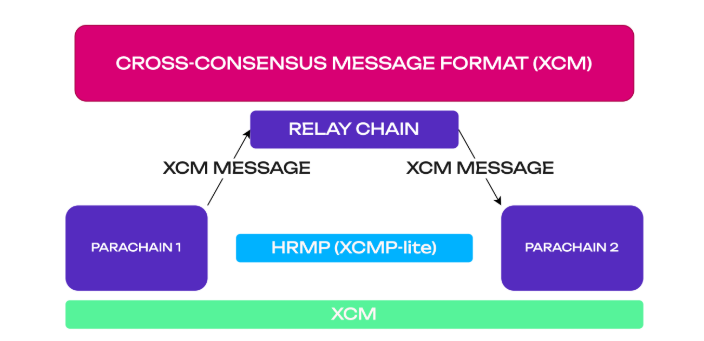 CROSS-CONSENSUS MESSAGE FORMAT (XCM)
RELAY CHAIN
XCM MESSAGE
XCM MESSAGE
PARACHAIN 1
HRMP (XCMP-lite)
PARACHAIN 2
XCM